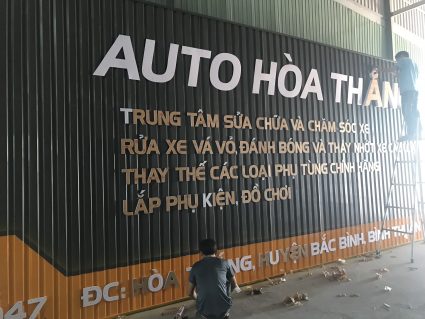 AUTO HÒA THẮN
TRUNG TÂM SỬA CHỮA VÀ CHĂM SÓC XE
RỬA XE VÁ VỎ, ĐÁNH BÓNG VÀ THAY NHỚT XE
THAY THẾ CÁC LOẠI PHỤ TÙNG CHÍNH HÃNG
LẮP PHỤ KIỆN, ĐỒ CHƠI
047 ĐC: HÒA HUYỆN BẮC BÌNH, BÌNH